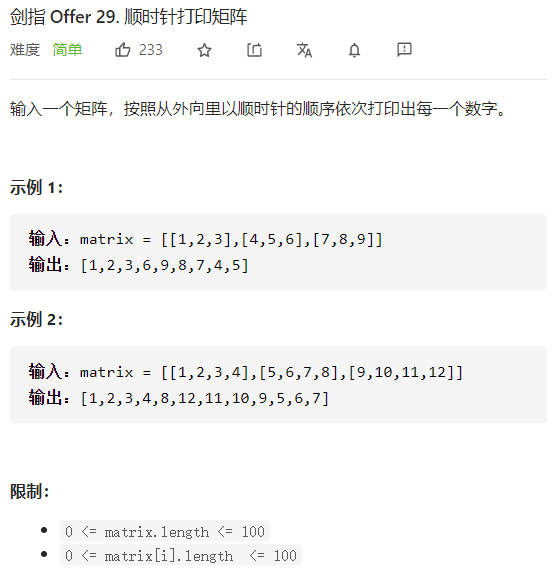 剑指 Offer 29. 顺时针打印矩阵
难度 简单 233
输入一个矩阵，按照从外向里以顺时针的顺序依次打印出每一个数字。
示例 1：
输入：matrix = [[1,2,3],[4,5,6],[7,8,9]]
输出：[1,2,3,6,9,8,7,4,5]
示例 2：
输入：matrix = [[1,2,3,4],[5,6,7,8],[9,10,11,12]]
输出：[1,2,3,4,8,12,11,10,9,5,6,7]
限制：
0 <= matrix.length <= 100
0 <= matrix[i].length  <= 100